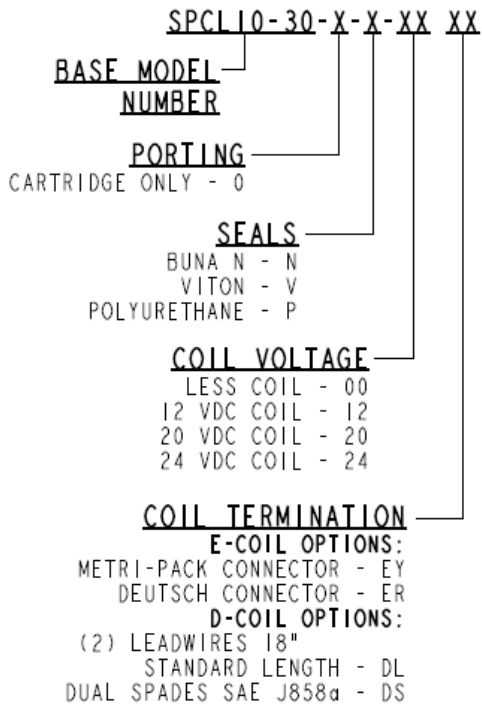 SPCL10-30-X-X-XX XX
BASE MODEL
NUMBER
PORTING
CARTRIDGE ONLY - 0
SEALS
BUNA N - N
VITON - V
POLYURETHANE - P
COIL VOLTAGE
LESS COIL - 00
12 VDC COIL - 12
20 VDC COIL - 20
24 VDC COIL - 24
COIL TERMINATION
E-COIL OPTIONS:
METRI-PACK CONNECTOR - EY
DEUTSCH CONNECTOR - ER
D-COIL OPTIONS:
(2) LEADWIRES 18"
STANDARD LENGTH - DL
DUAL SPADES SAE J858a - DS